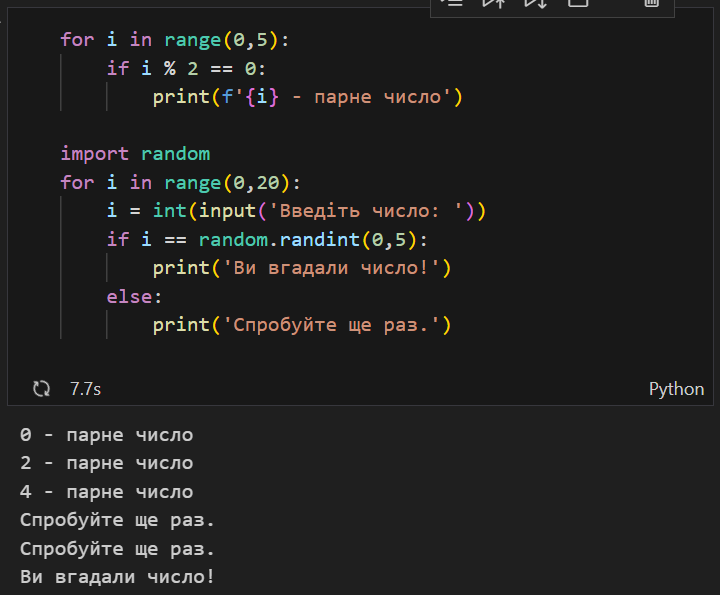 for i in range(0,5):
    if i % 2 == 0:
        print(f'{i} - парне число')

import random
for i in range(0,20):
    i = int(input('Введіть число: '))
    if i == random.randint(0,5):
        print('Ви вгадали число!')
    else:
        print('Спробуйте ще раз.')
7.7s Python
0 - парне число
2 - парне число
4 - парне число
Спробуйте ще раз.
Спробуйте ще раз.
Ви вгадали число!